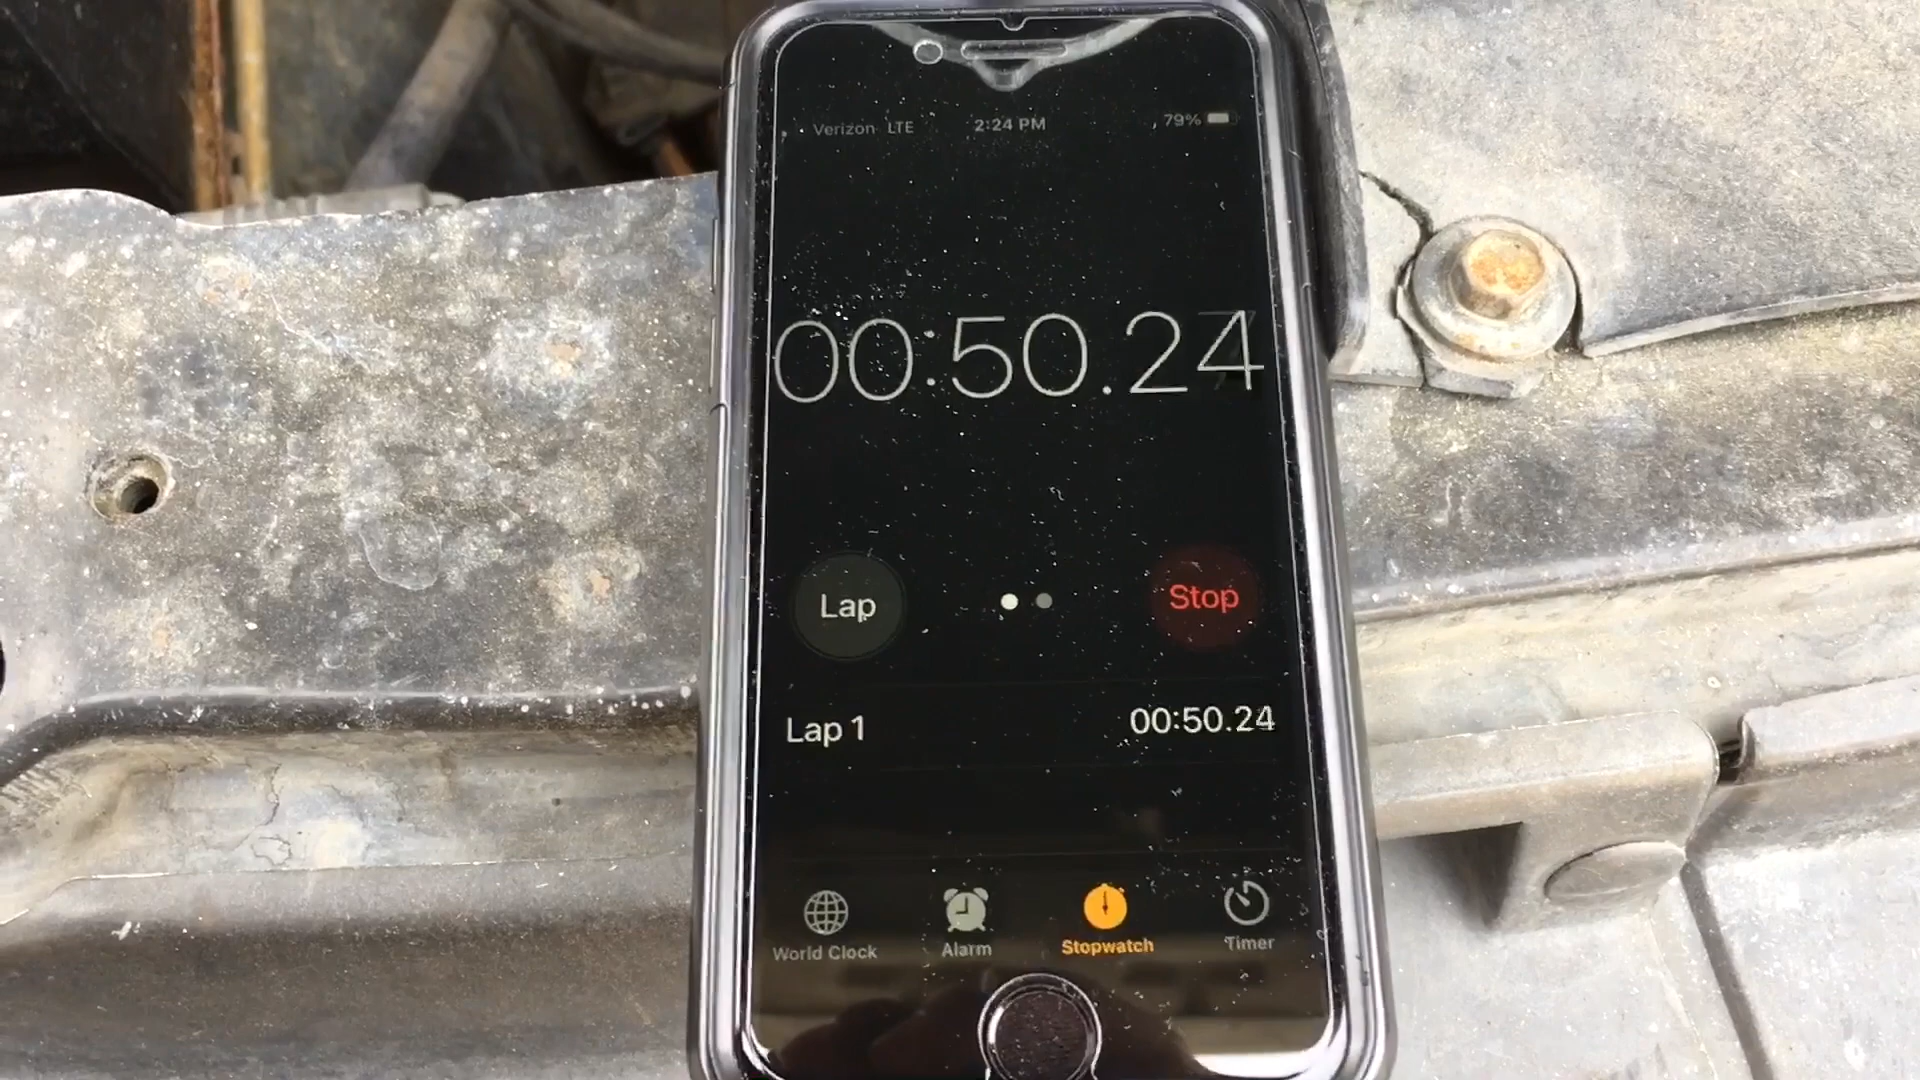 Verizon LTE 2:24 PM 79%
00:50.24
Lap Stop
Lap 1 00:50.24
World Clock Alarm Stopwatch Timer